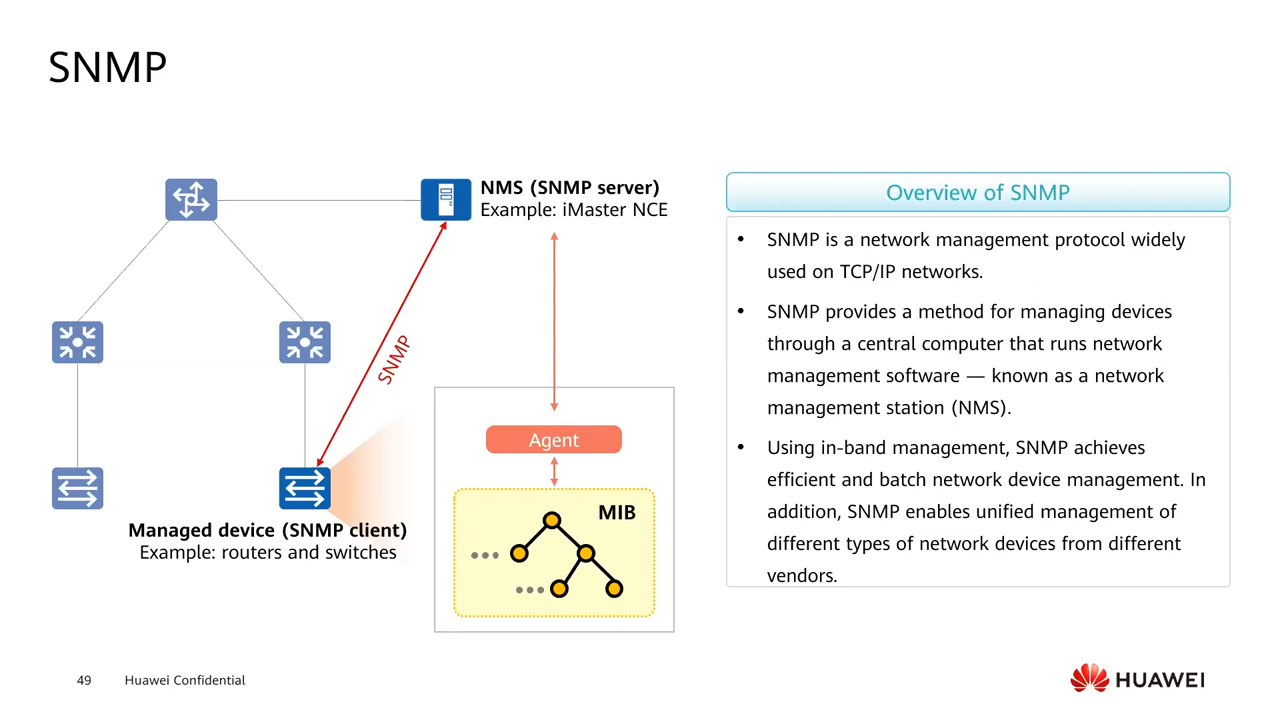 SNMP
NMS (SNMP server)
Example: iMaster NCE
SNMP
Agent
MIB
Managed device (SNMP client)
Example: routers and switches
Overview of SNMP
• SNMP is a network management protocol widely
used on TCP/IP networks.
• SNMP provides a method for managing devices
through a central computer that runs network
management software — known as a network
management station (NMS).
• Using in-band management, SNMP achieves
efficient and batch network device management. In
addition, SNMP enables unified management of
different types of network devices from different
vendors.
49 Huawei Confidential
HUAWEI